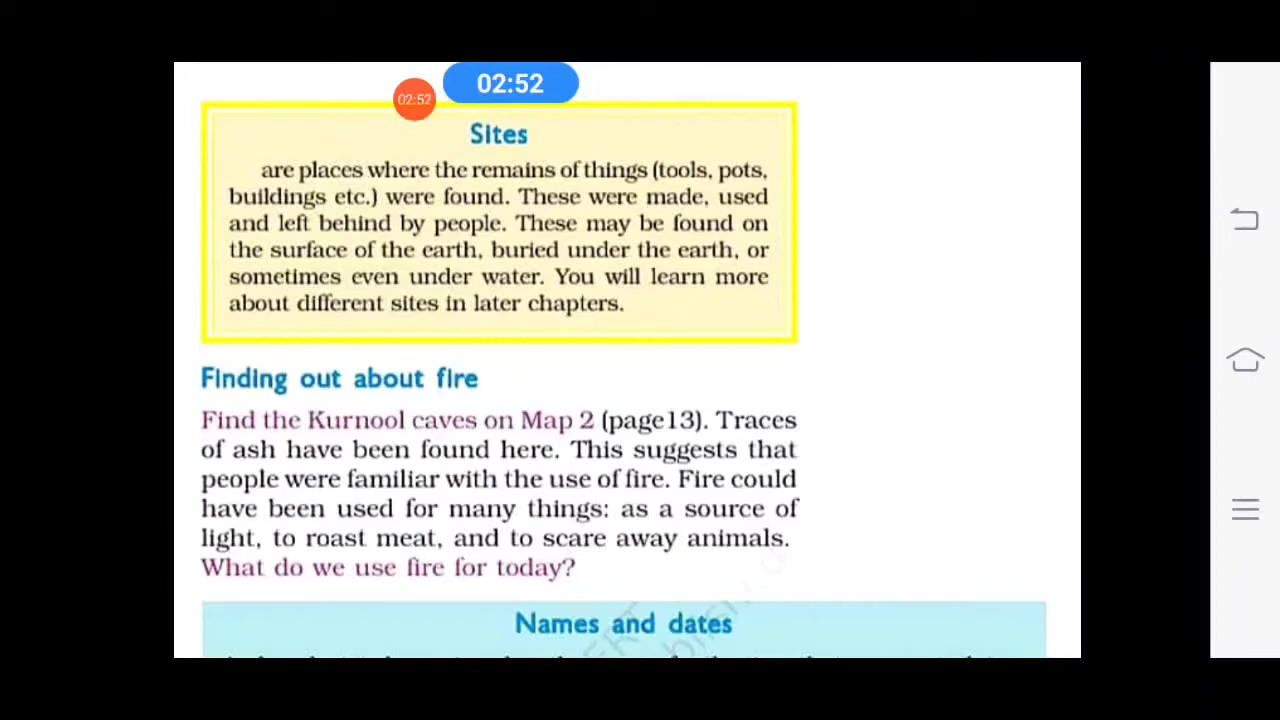 02:52
02:52
Sites
are places where the remains of things (tools, pots,
buildings etc.) were found. These were made, used
and left behind by people. These may be found on
the surface of the earth, buried under the earth, or
sometimes even under water. You will learn more
about different sites in later chapters.
Finding out about fire
Find the Kurnool caves on Map 2 (page13). Traces
of ash have been found here. This suggests that
people were familiar with the use of fire. Fire could
have been used for many things: as a source of
light, to roast meat, and to scare away animals.
What do we use fire for today?
Names and dates